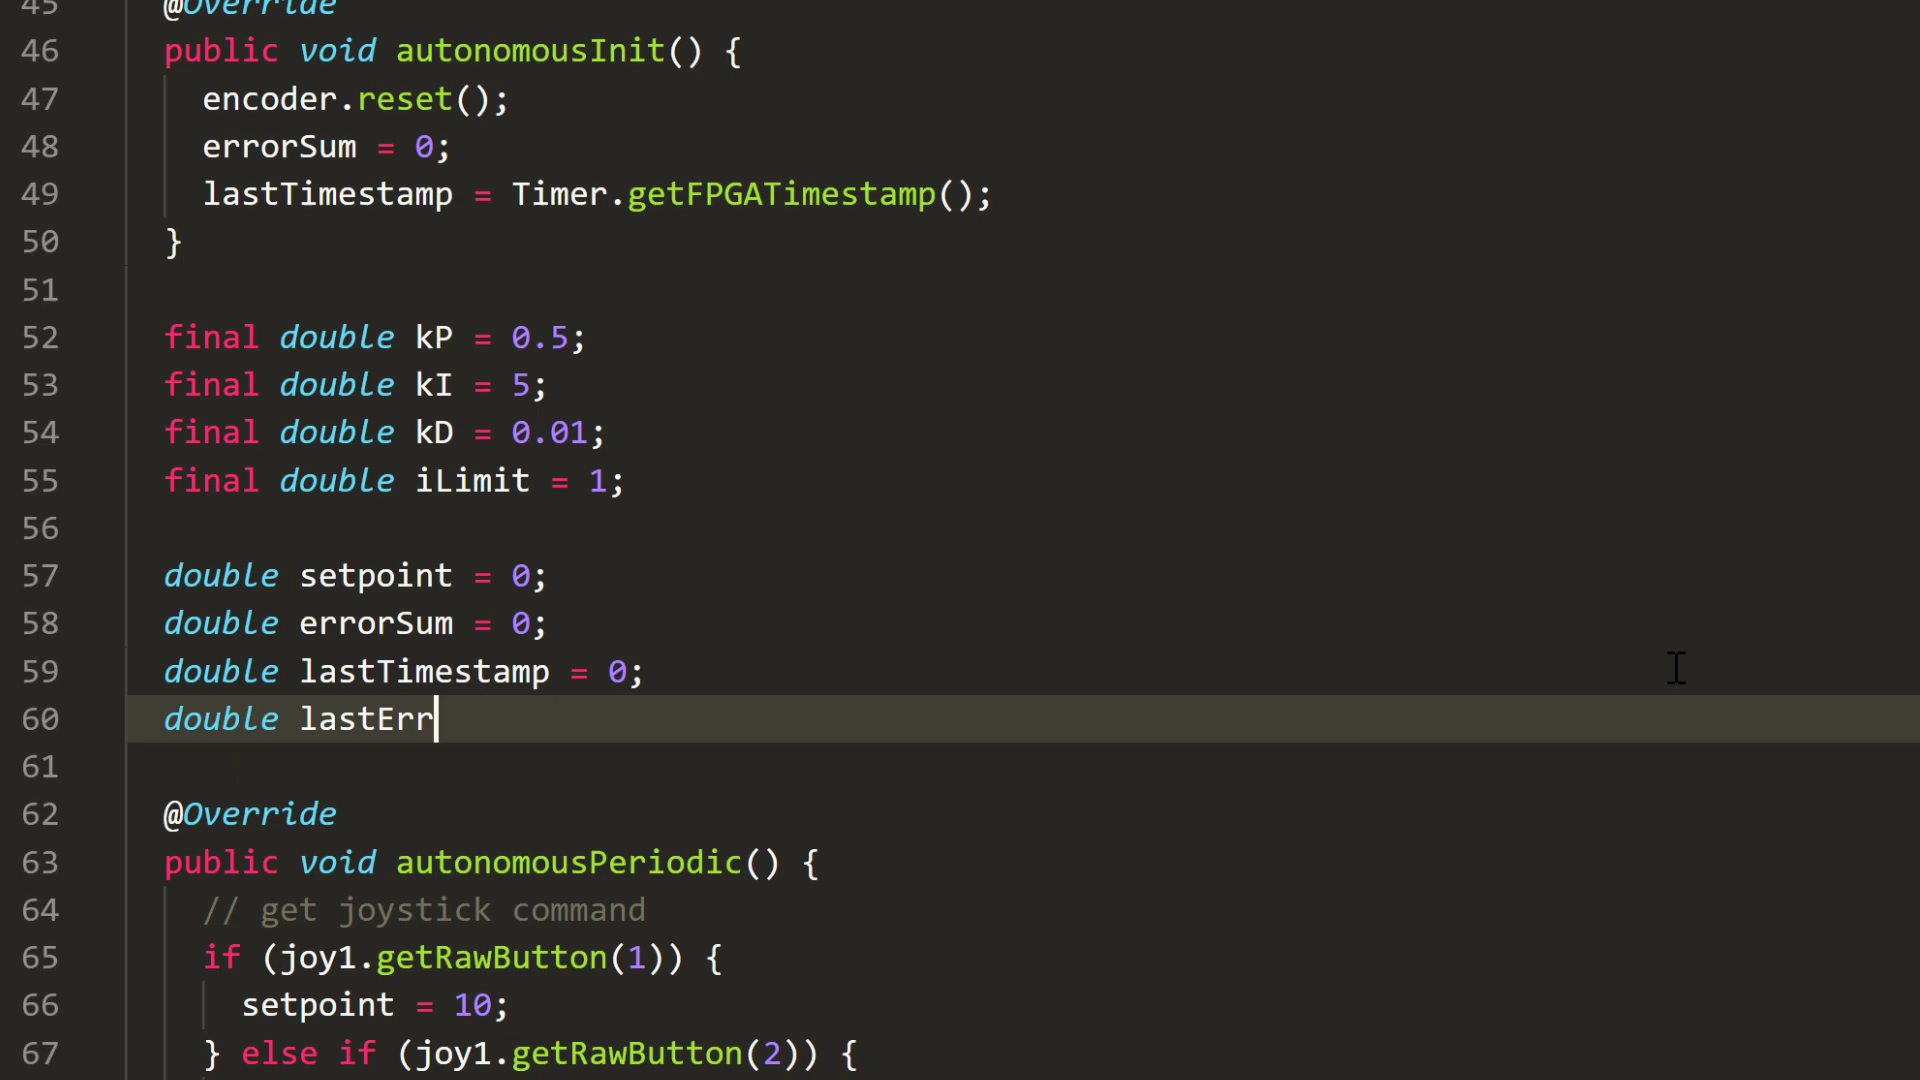 45 @Override
46 public void autonomousInit() {
47 encoder.reset();
48 errorSum = 0;
49 lastTimestamp = Timer.getFPGATimestamp();
50 }
51
52 final double kP = 0.5;
53 final double kI = 5;
54 final double kD = 0.01;
55 final double iLimit = 1;
56
57 double setpoint = 0;
58 double errorSum = 0;
59 double lastTimestamp = 0;
60 double lastErr
61
62 @Override
63 public void autonomousPeriodic() {
64 // get joystick command
65 if (joy1.getRawButton(1)) {
66 setpoint = 10;
67 } else if (joy1.getRawButton(2)) {